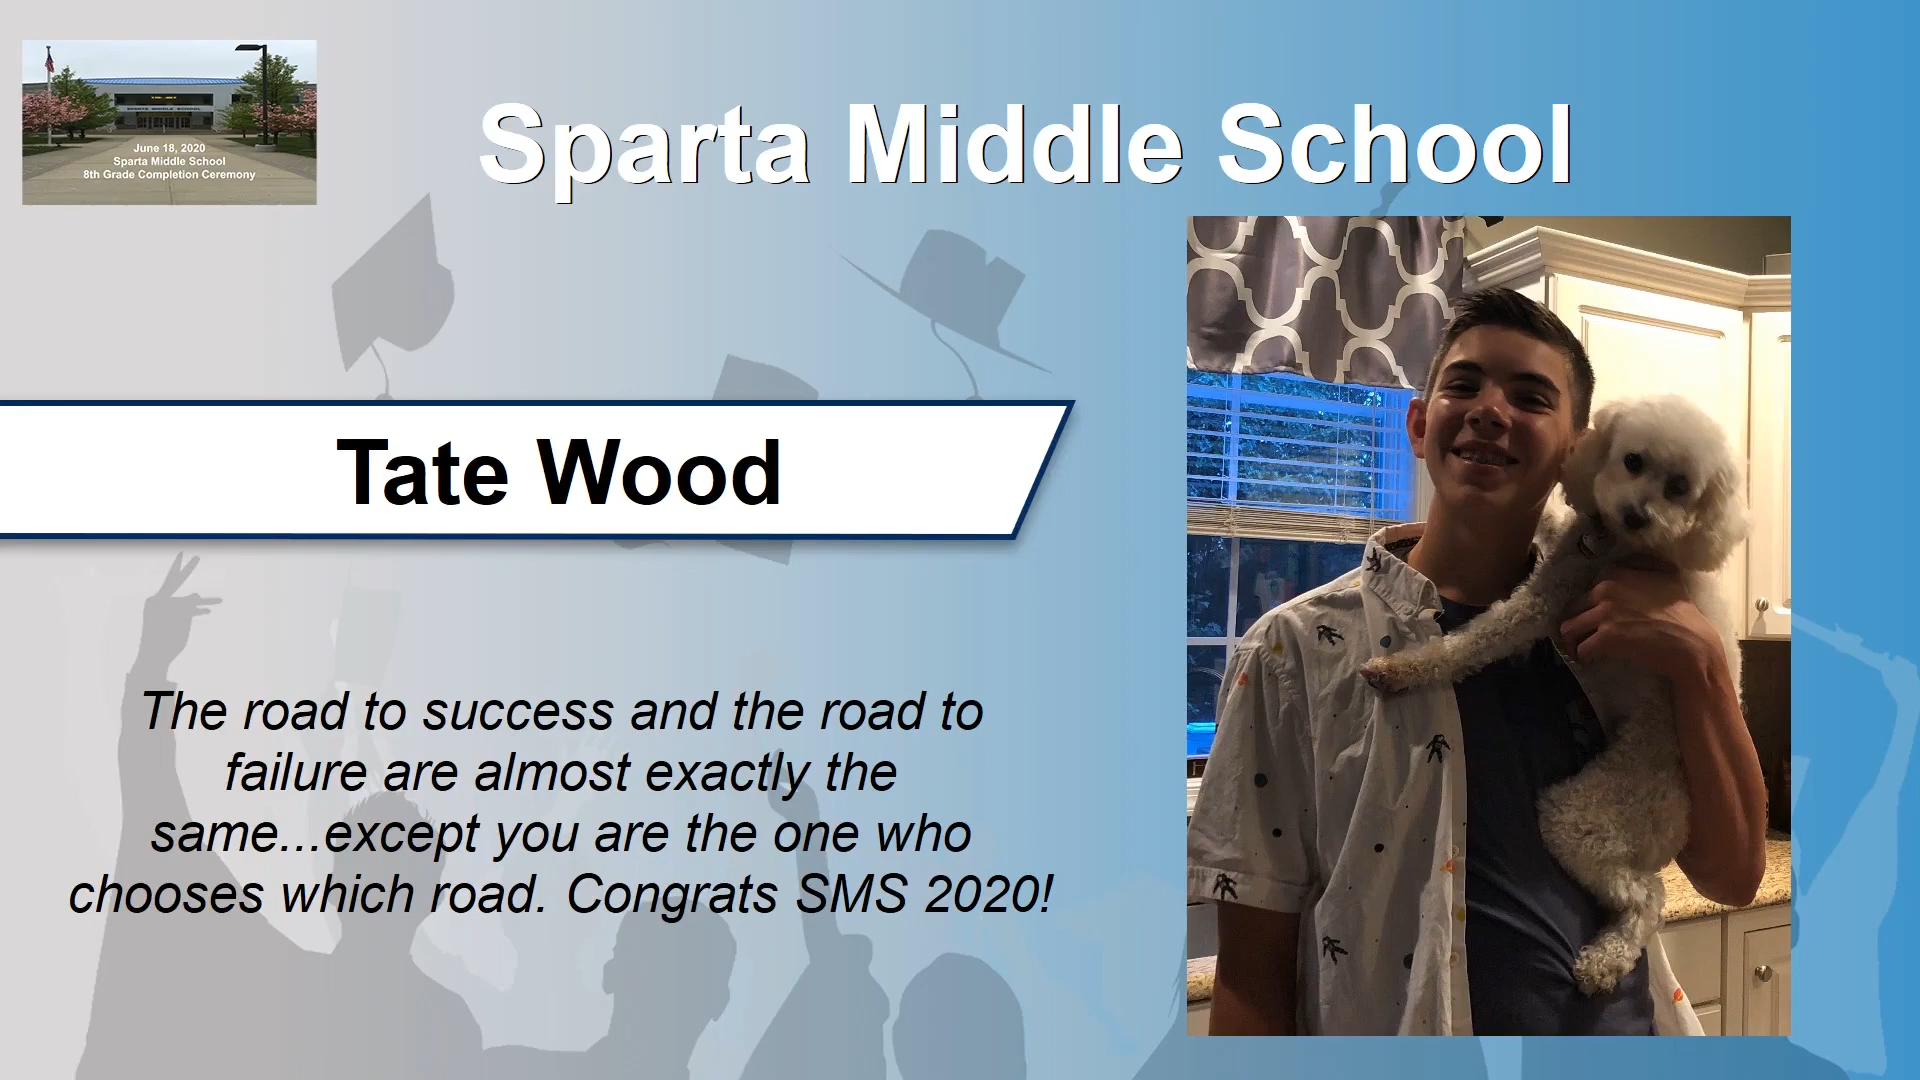 June 18, 2020
Sparta Middle School
8th Grade Completion Ceremony
Sparta Middle School
Tate Wood
The road to success and the road to
failure are almost exactly the
same...except you are the one who
chooses which road. Congrats SMS 2020!